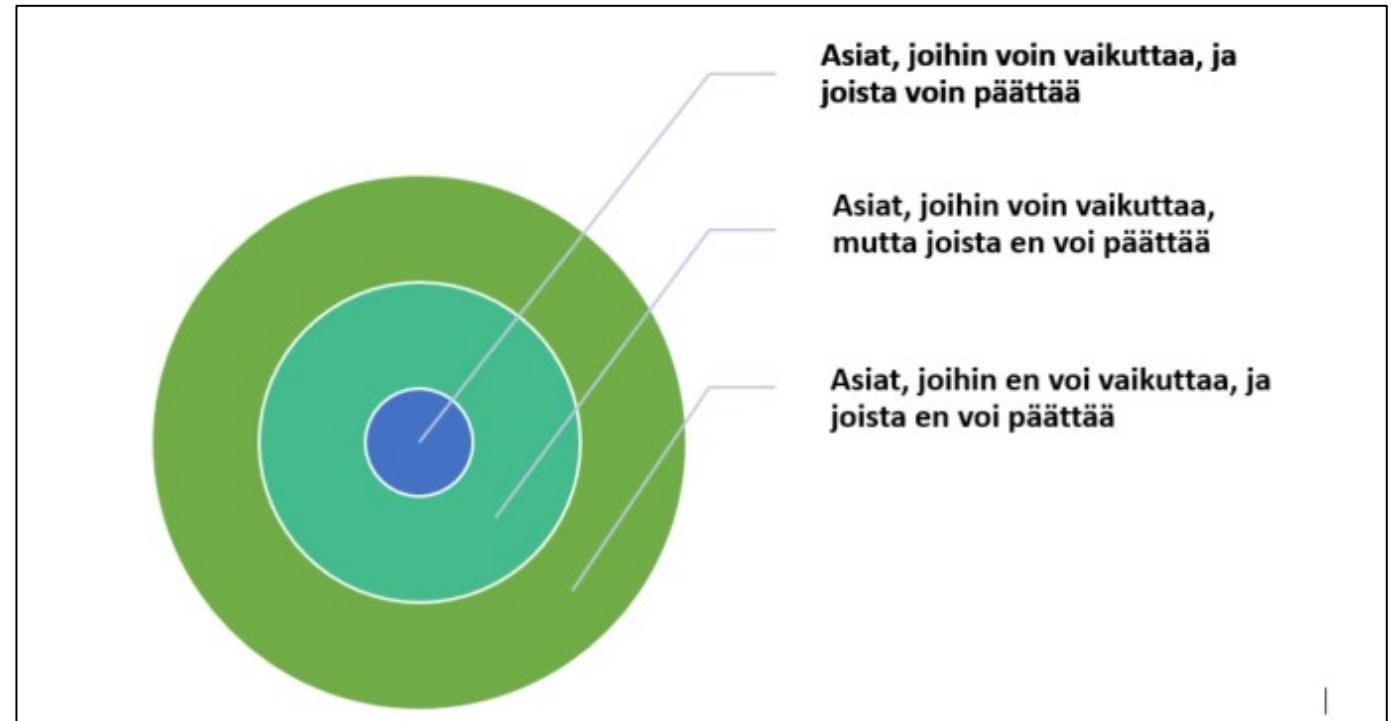 Asiat, joihin voin vaikuttaa, ja
joista voin päättää
Asiat, joihin voin vaikuttaa,
mutta joista en voi päättää
Asiat, joihin en voi vaikuttaa, ja
joista en voi päättää